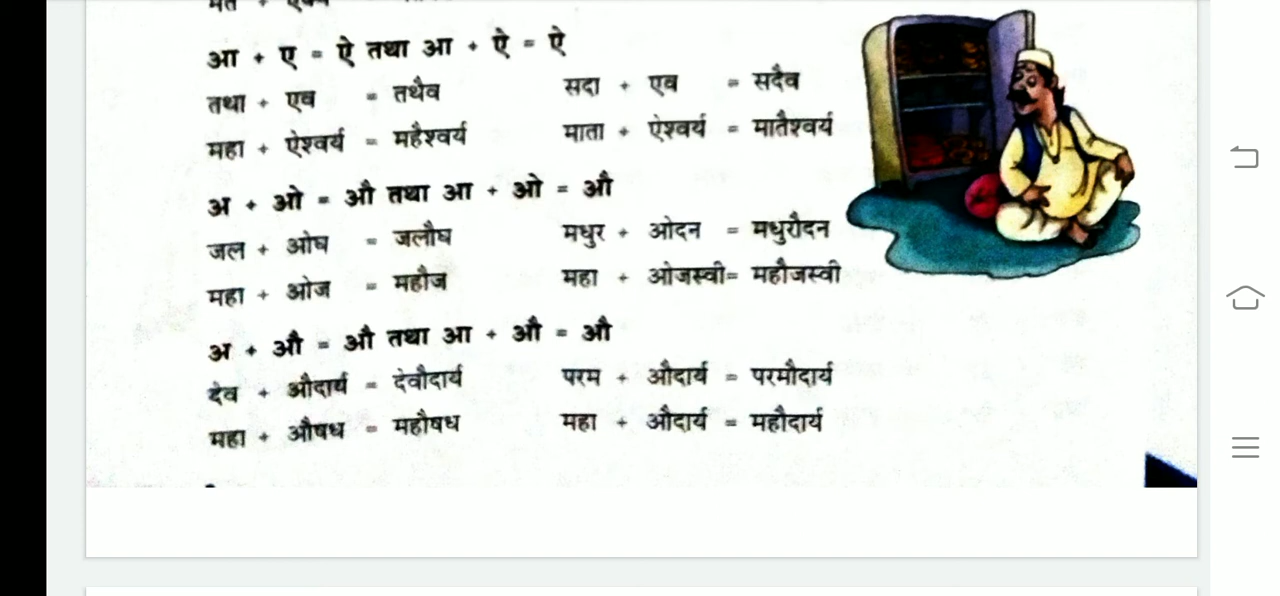 आ + ए = ऐ तथा आ + ऐ = ऐ
तथा + एव = तथैव सदा + एव = सदैव
महा + ऐश्वर्य = महैश्वर्य माता + ऐश्वर्य = मातैश्वर्य
अ + ओ = औ तथा आ + ओ = औ
जल + ओघ = जलौघ मधुर + ओदन = मधुरौदन
महा + ओज = महौज महा + ओजस्वी= महौजस्वी
अ + औ = औ तथा आ + औ = औ
देव + औदार्य = देवौदार्य परम + औदार्य = परमौदार्य
महा + औषध = महौषध महा + औदार्य = महौदार्य